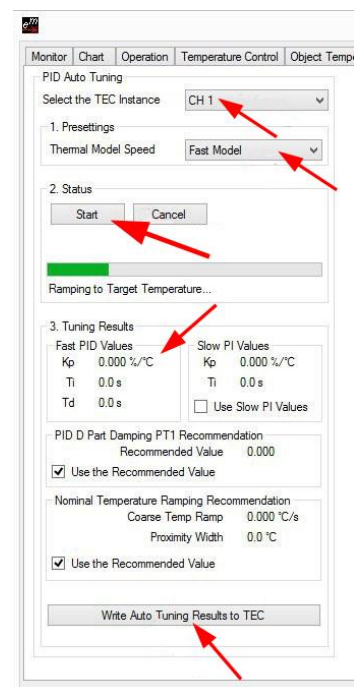 em
Monitor Chart Operation Temperature Control Object Tempe
PID Auto Tuning
Select the TEC Instance CH 1
1. Presettings
Thermal Model Speed Fast Model
2. Status
Start Cancel
Ramping to Target Temperature...
3. Tuning Results
Fast PID Values Slow PI Values
Kp 0.000 %/°C Kp 0.000 %/°C
Ti 0.0 s Ti 0.0 s
Td 0.0 s Use Slow PI Values
PID D Part Damping PT1 Recommendation
Recommended Value 0.000
Use the Recommended Value
Nominal Temperature Ramping Recommendation
Coarse Temp Ramp 0.000 °C/s
Proximity Width 0.0 °C
Use the Recommended Value
Write Auto Tuning Results to TEC